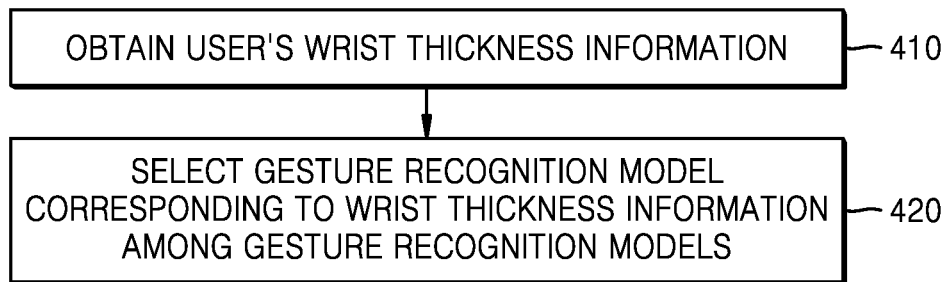 OBTAIN USER'S WRIST THICKNESS INFORMATION
410
SELECT GESTURE RECOGNITION MODEL
CORRESPONDING TO WRIST THICKNESS INFORMATION
AMONG GESTURE RECOGNITION MODELS
420